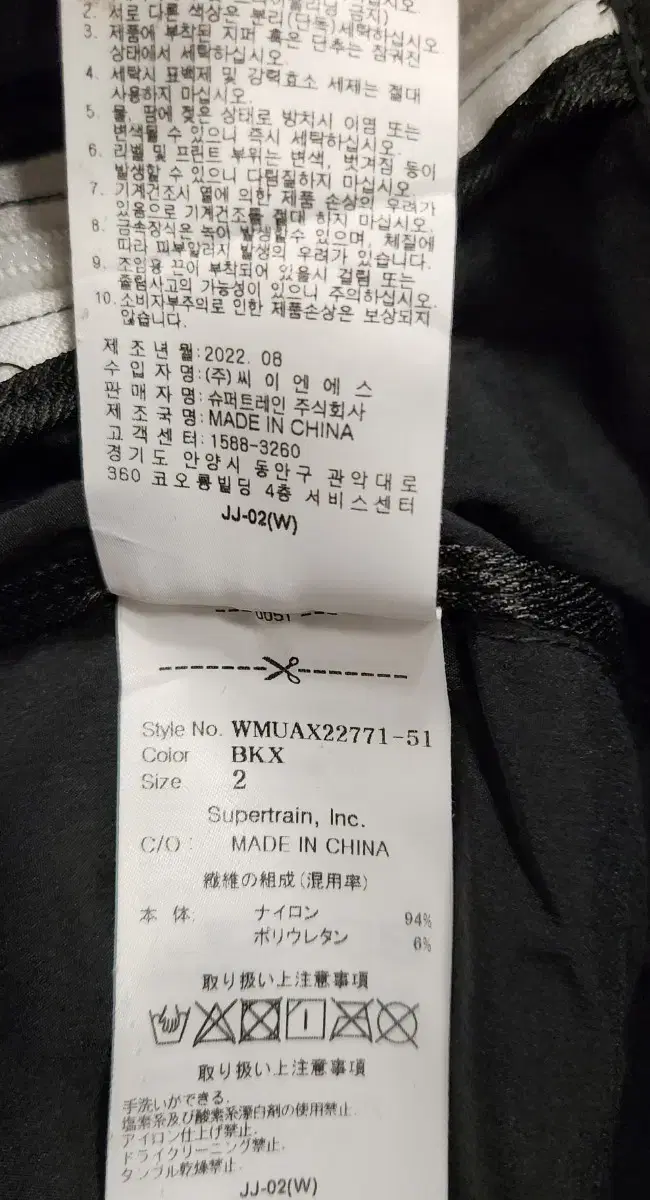 2. 서로 다른 색상은 분리(단독)세탁하십시오
3. 제품에 부착된 지퍼 혹은 단추는 잠궈진
상태에서 세탁하십시오.
4. 세탁시 표백제 및 강력효소 세제는 절대
사용하지 마십시오.
5. 물, 땀에 젖은 상태로 방치시 이염 또는
변색될 수 있으니 즉시 세탁하십시오.
6. 라벨 및 프린트 부위는 변색, 벗겨짐 등이
발생할 수 있으니 다림질하지 마십시오.
7. 기계건조시 열에 의한 제품 손상의 우려가
있음으로 기계건조를 절대 하지 마십시오.
8. 금속장식은 녹이 발생할수 있으며, 체질에
따라 피부알러지 발생의 우려가 있습니다.
9. 조임용 끈이 부착되어 있을시 걸림 또는
졸림사고의 가능성이 있으니 주의하십시오.
10. 소비자부주의로 인한 제품손상은 보상되지
않습니다.
제 조 년 월:2022. 08
수 입 자 명:(주)씨 이 엔 에 스
판 매 자 명:슈퍼트레인 주식회사
제 조 국 명:MADE IN CHINA
고 객 센 터:1588-3260
경기도 안양시 동안구 관악대로
360 코오롱빌딩 4층 서비스센터
JJ-02(W)
0051
Style No. WMUAX22771-51
Color BKX
Size 2
Supertrain, Inc.
C/O : MADE IN CHINA
繊維の組成(混用率)
本 体: ナイロン 94%
ポリウレタン 6%
取り扱い上注意事項
取り扱い上注意事項
手洗いができる.
塩素系及び酸素系漂白剤の使用禁止.
アイロン仕上げ禁止.
ドライクリーニング禁止.
タンブル乾燥禁止.
JJ-02(W)